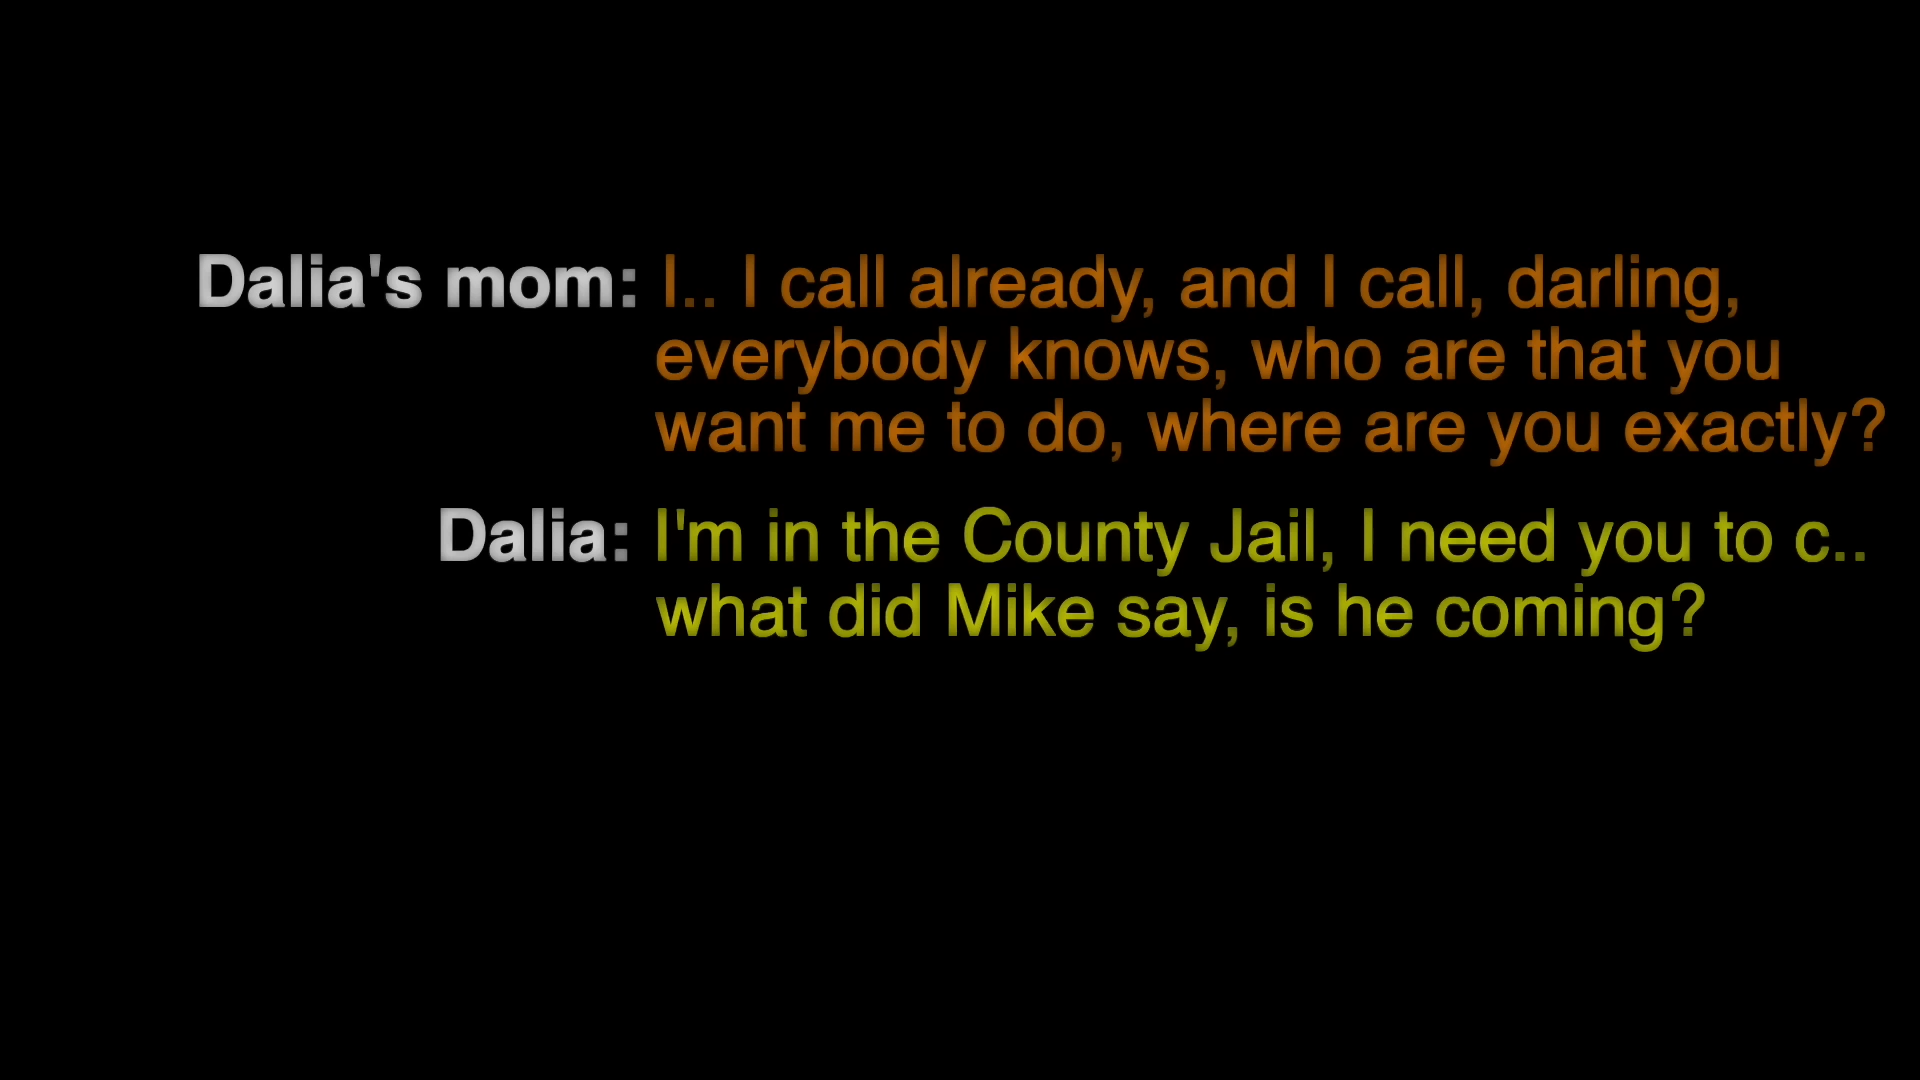 Dalia's mom: I.. I call already, and I call, darling,
everybody knows, who are that you
want me to do, where are you exactly?
Dalia: I'm in the County Jail, I need you to c..
what did Mike say, is he coming?